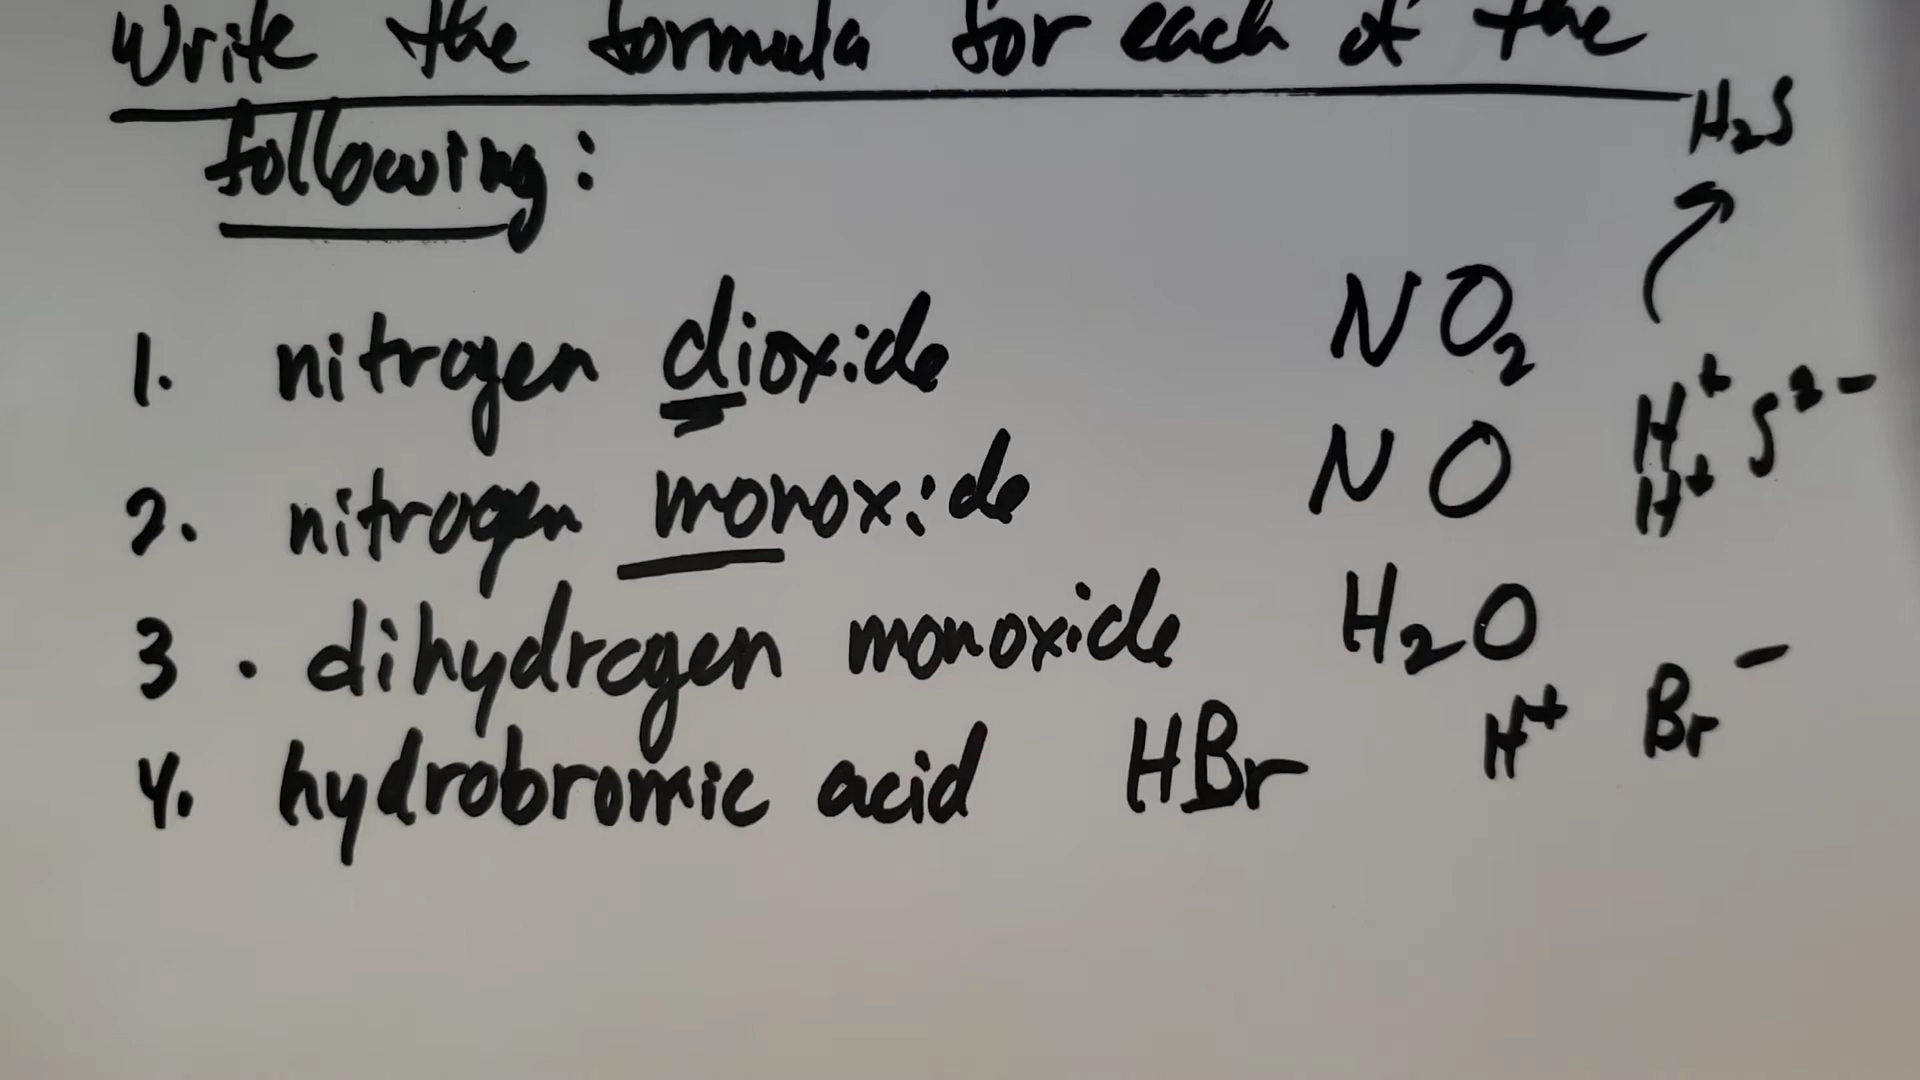 Write the formula for each of the
following:
H₂S
1. nitrogen dioxide NO₂
H⁺ S²⁻
H⁺
2. nitrogen monoxide NO
3. dihydrogen monoxide H₂O
4. hydrobromic acid HBr H⁺ Br⁻